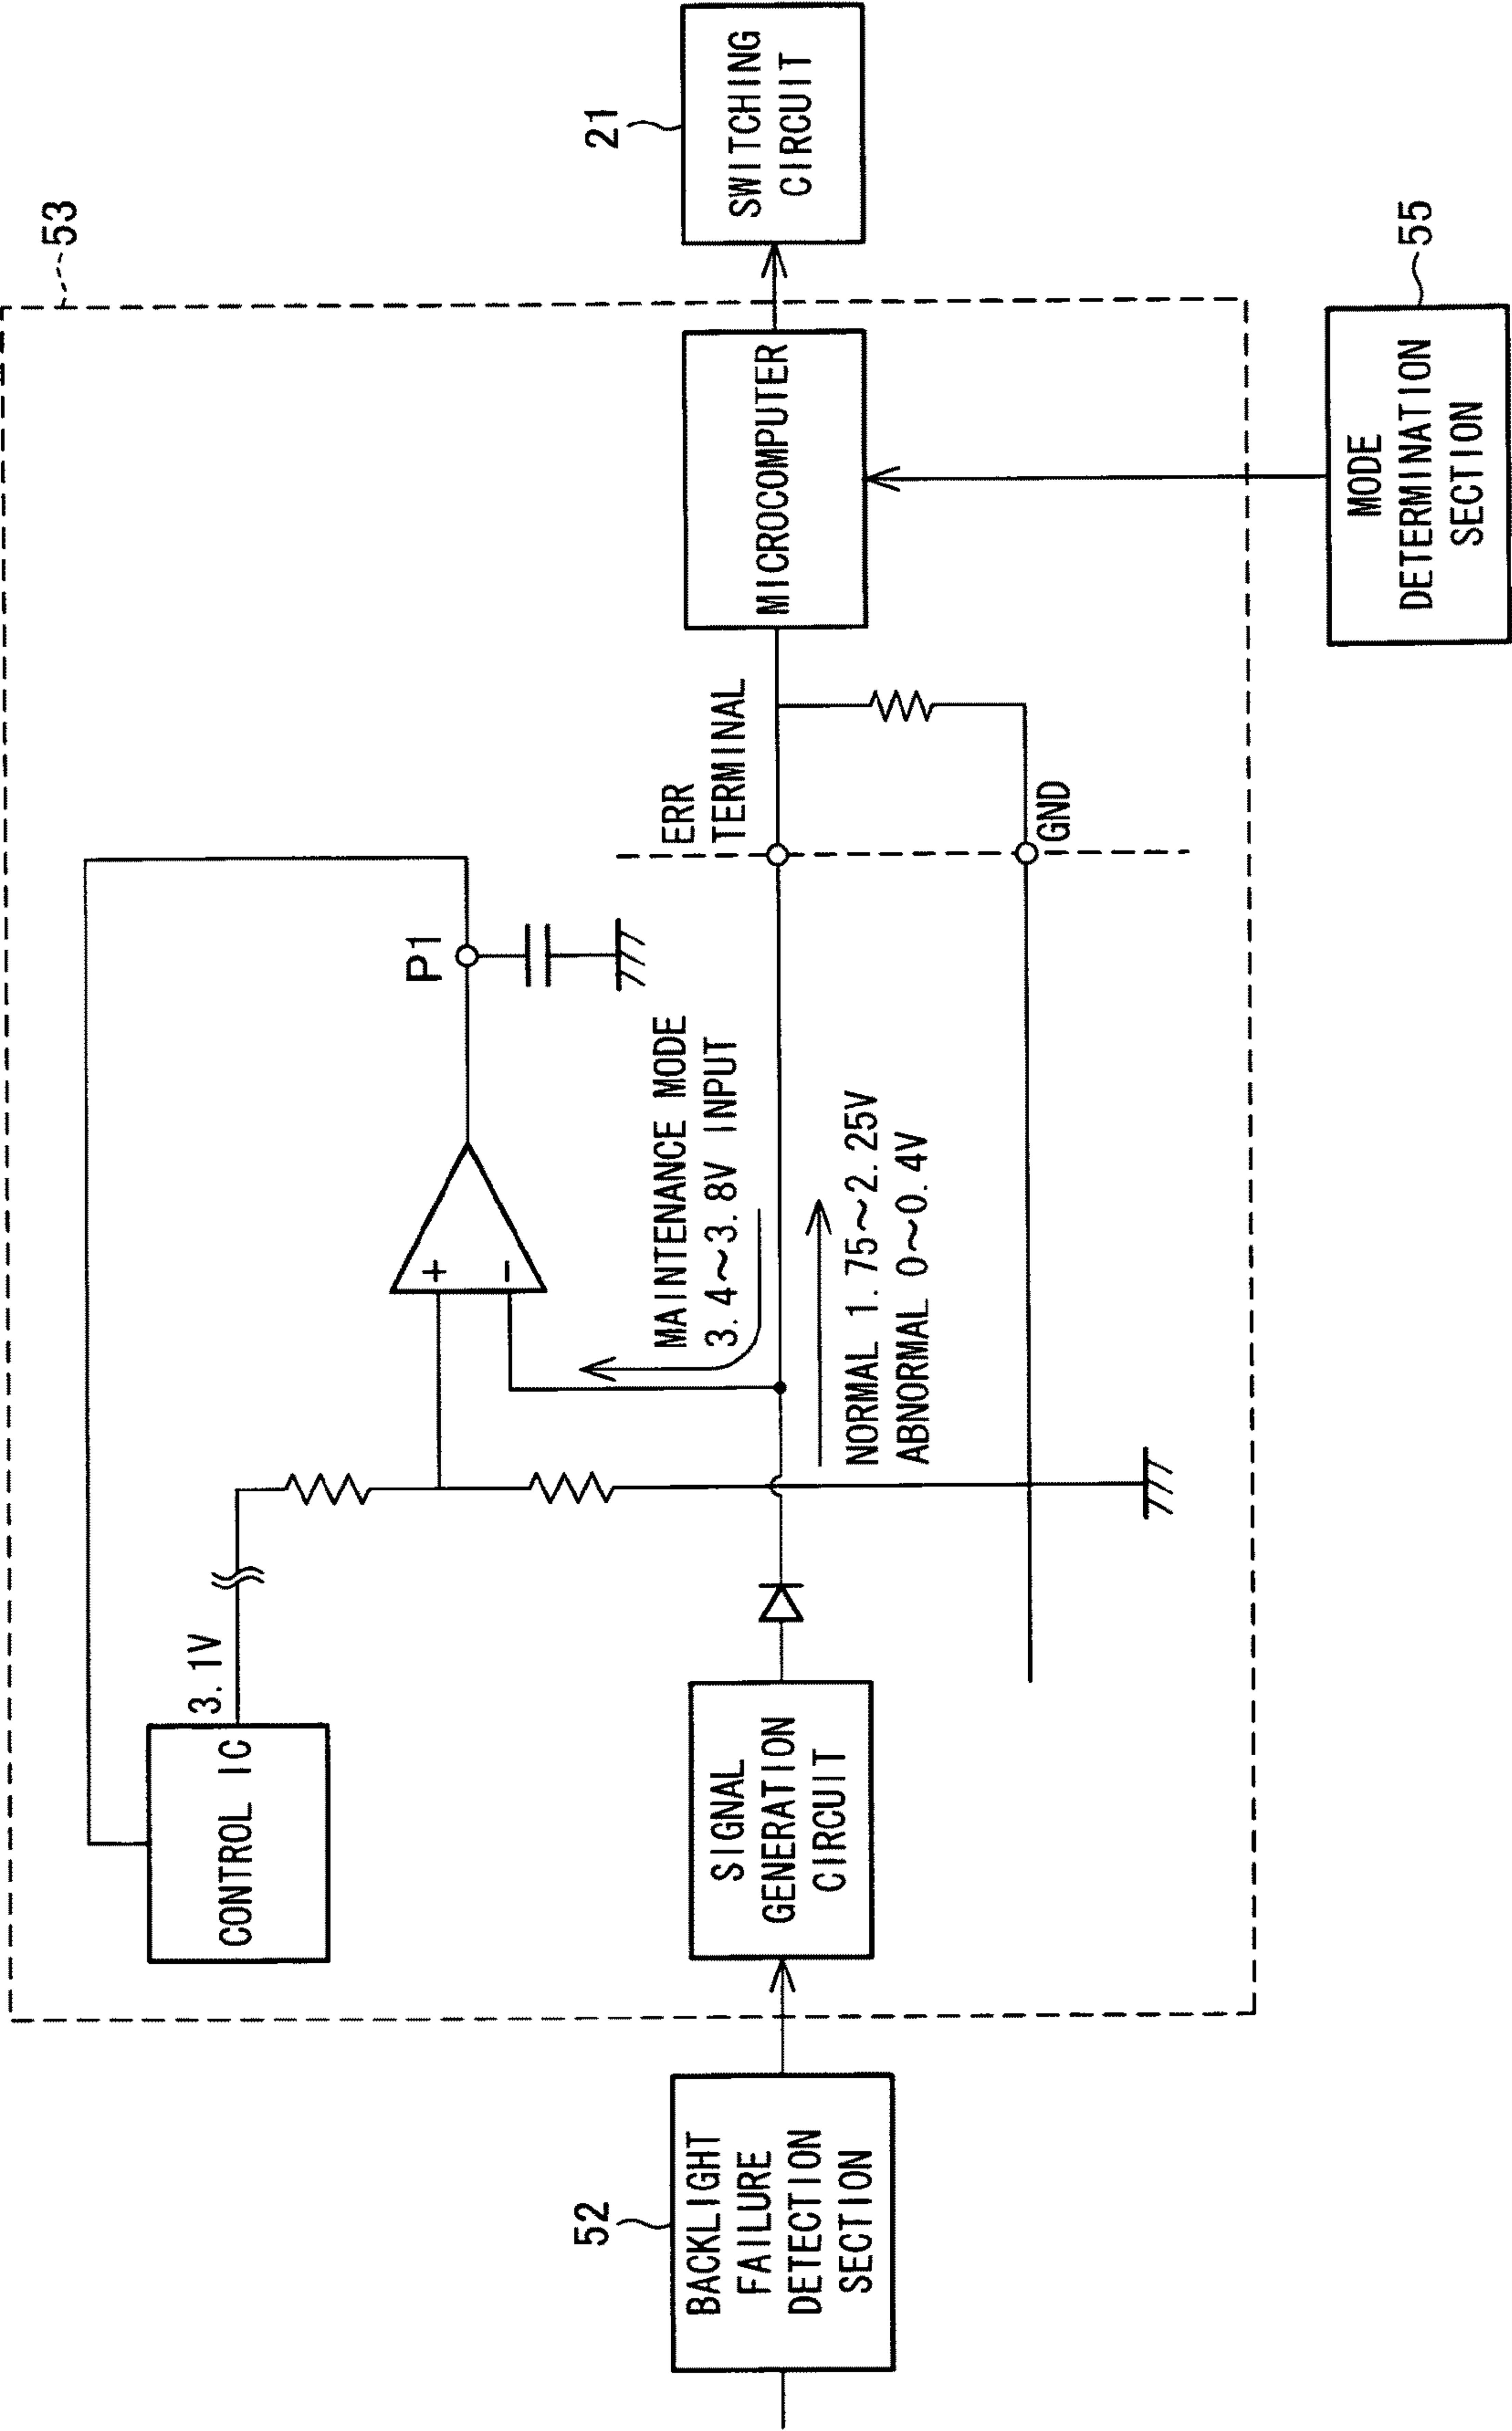 53
CONTROL IC
3.1V
P1
+
-
52
BACKLIGHT
FAILURE
DETECTION
SECTION
SIGNAL
GENERATION
CIRCUIT
MAINTENANCE MODE
3.4~3.8V INPUT
NORMAL 1.75~2.25V
ABNORMAL 0~0.4V
ERR
TERMINAL
GND
MICROCOMPUTER
21
SWITCHING
CIRCUIT
55
MODE
DETERMINATION
SECTION